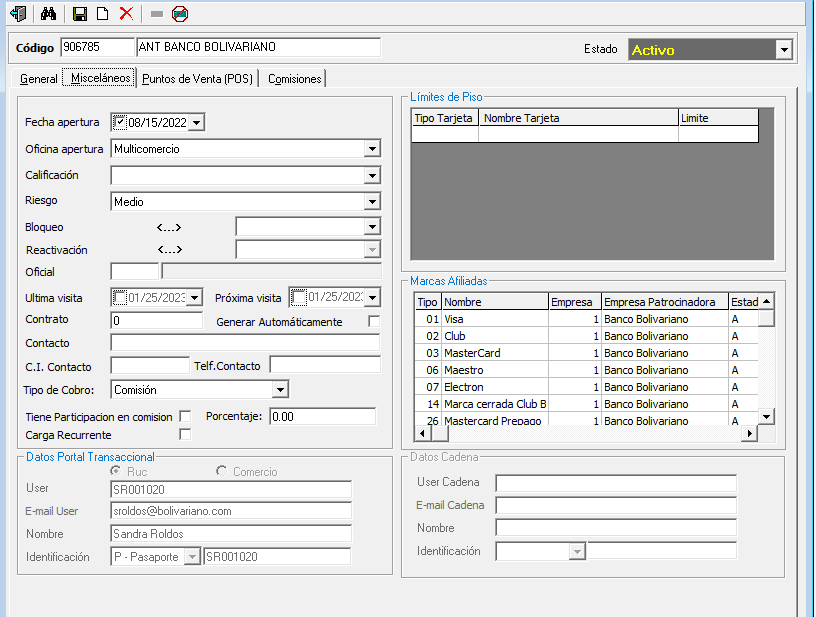 Código 906785 ANT BANCO BOLIVARIANO Estado Activo
General Misceláneos Puntos de Venta (POS) Comisiones
Fecha apertura 08/15/2022
Oficina apertura Multicomercio
Calificación
Riesgo Medio
Bloqueo <...>
Reactivación <...>
Oficial
Ultima visita 01/25/2023 Próxima visita 01/25/202
Contrato 0 Generar Automáticamente
Contacto
C.I. Contacto Telf.Contacto
Tipo de Cobro: Comisión
Tiene Participacion en comision Porcentaje: 0.00
Carga Recurrente
Límites de Piso
Tipo Tarjeta Nombre Tarjeta Limite
Marcas Afiliadas
Tipo Nombre Empresa Empresa Patrocinadora Estad
01 Visa 1 Banco Bolivariano A
02 Club 1 Banco Bolivariano A
03 MasterCard 1 Banco Bolivariano A
06 Maestro 1 Banco Bolivariano A
07 Electron 1 Banco Bolivariano A
14 Marca cerrada Club B 1 Banco Bolivariano A
26 Mastercard Prepago 1 Banco Bolivariano A
Datos Portal Transaccional
Ruc Comercio
User SR001020
E-mail User sroldos@bolivariano.com
Nombre Sandra Roldos
Identificación P - Pasaporte SR001020
Datos Cadena
User Cadena
E-mail Cadena
Nombre
Identificación